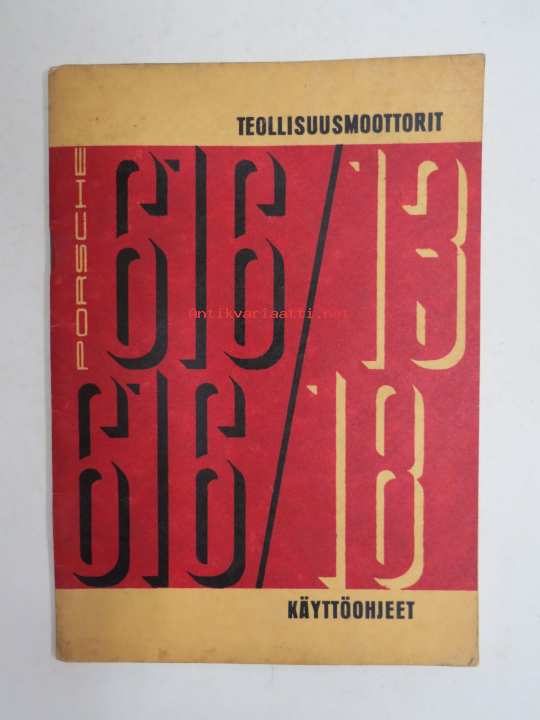 TEOLLISUUSMOOTTORIT
PORSCHE
616/13
616/18
KÄYTTÖOHJEET
Antikvariaatti.net